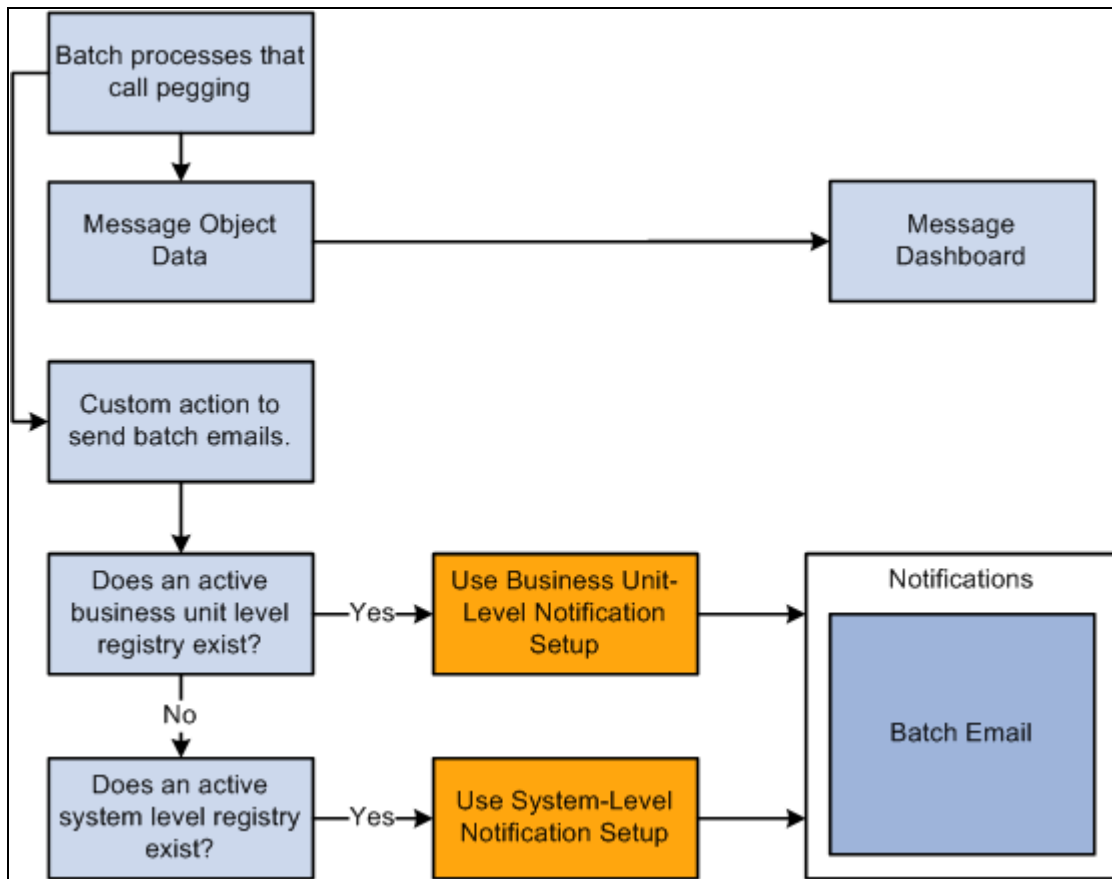 Batch processes that
call pegging
Message Object
Data
Message
Dashboard
Custom action to
send batch emails.
Does an active
business unit level
registry exist?
Yes
Use Business Unit-
Level Notification
Setup
Notifications
Batch Email
No
Does an active
system level registry
exist?
Yes
Use System-Level
Notification Setup